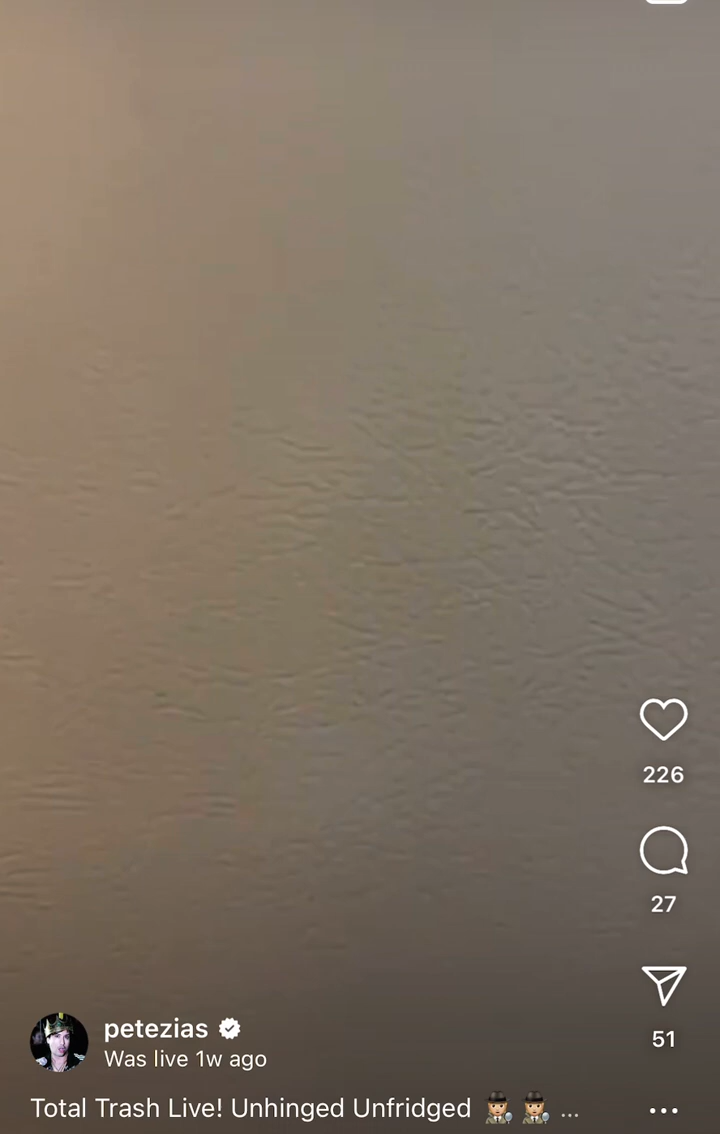 226
27
51
petezias
Was live 1w ago
Total Trash Live! Unhinged Unfridged 🕵🏼🕵🏼 ...